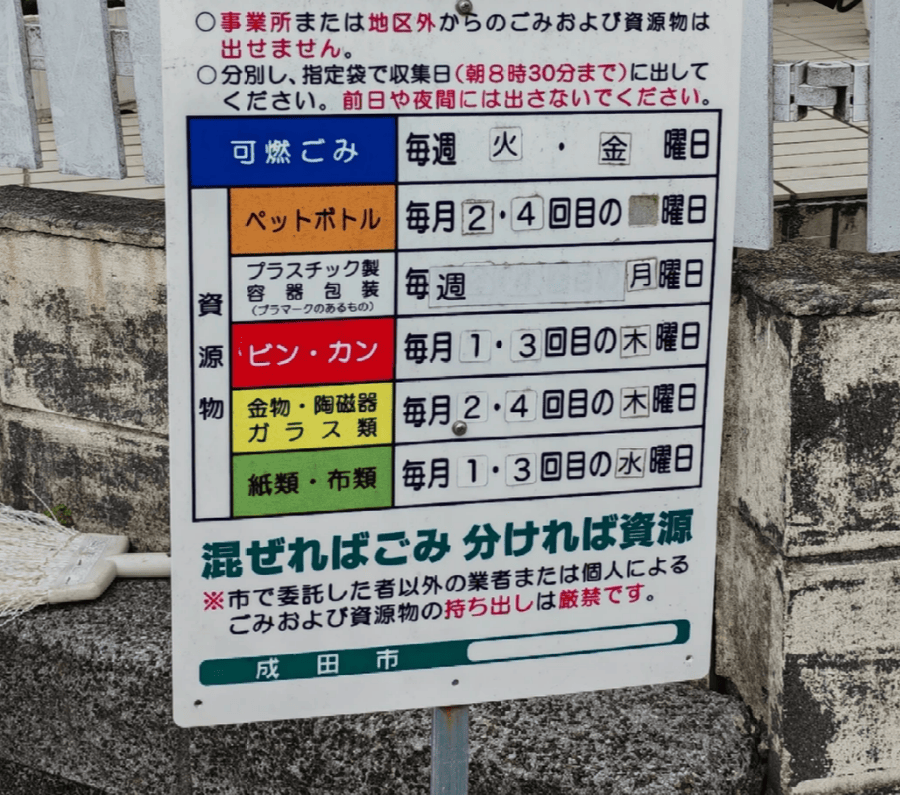 ○事業所または地区外からのごみおよび資源物は
出せません。
○分別し、指定袋で収集日(朝8時30分まで)に出して
ください。前日や夜間には出さないでください。
可燃ごみ 毎週 火・金 曜日
資源物
ペットボトル 毎月2・4回目の 曜日
プラスチック製
容器包装
(プラマークのあるもの)
毎週 月曜日
ビン・カン 毎月1・3回目の木曜日
金物・陶磁器
ガラス類
毎月2・4回目の木曜日
紙類・布類 毎月1・3回目の水曜日
混ぜればごみ 分ければ資源
※市で委託した者以外の業者または個人による
ごみおよび資源物の持ち出しは厳禁です。
成田市